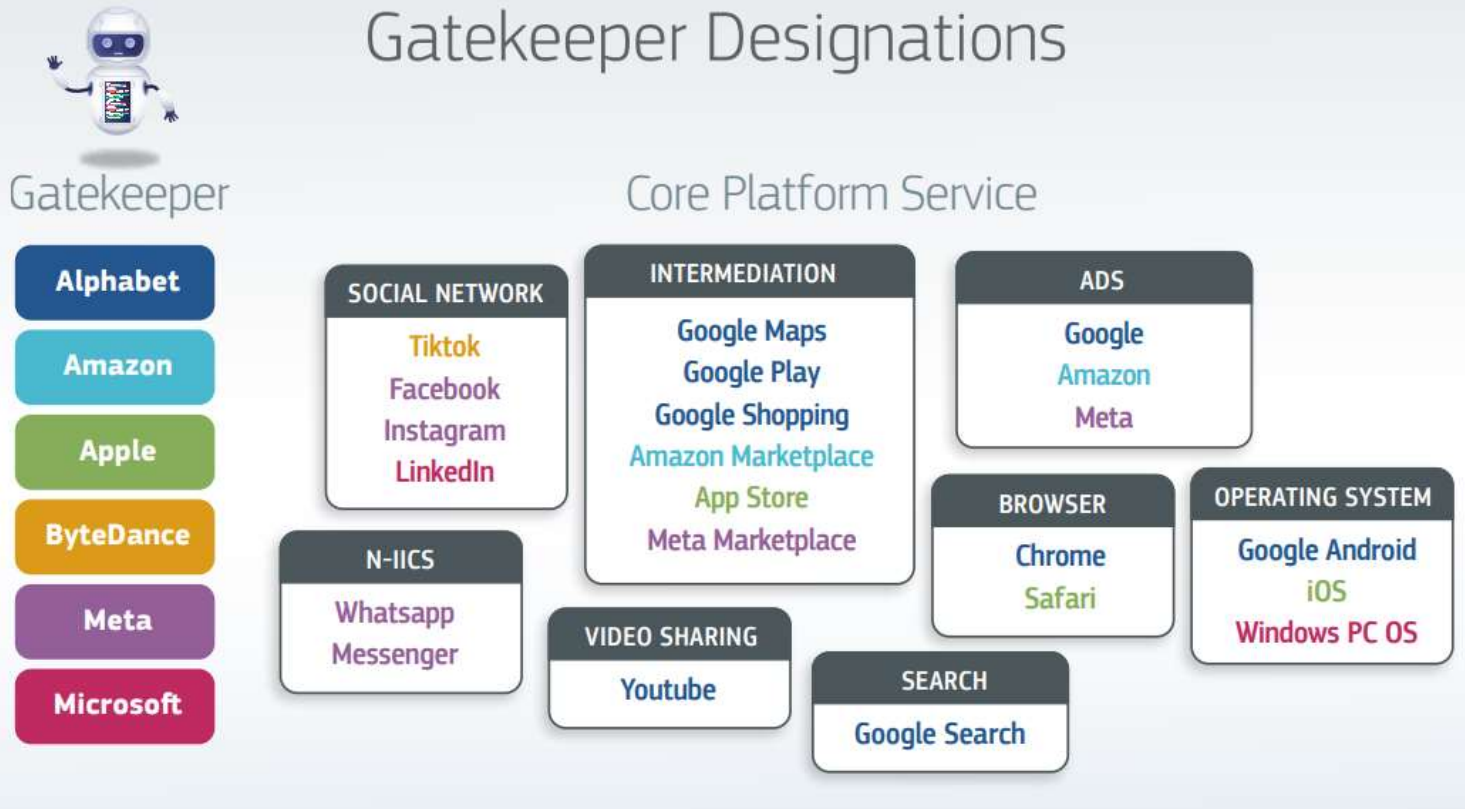 Gatekeeper Designations
Gatekeeper
Core Platform Service
Alphabet
Amazon
Apple
ByteDance
Meta
Microsoft
SOCIAL NETWORK
Tiktok
Facebook
Instagram
LinkedIn
INTERMEDIATION
Google Maps
Google Play
Google Shopping
Amazon Marketplace
App Store
Meta Marketplace
ADS
Google
Amazon
Meta
N-IICS
Whatsapp
Messenger
VIDEO SHARING
Youtube
BROWSER
Chrome
Safari
OPERATING SYSTEM
Google Android
iOS
Windows PC OS
SEARCH
Google Search